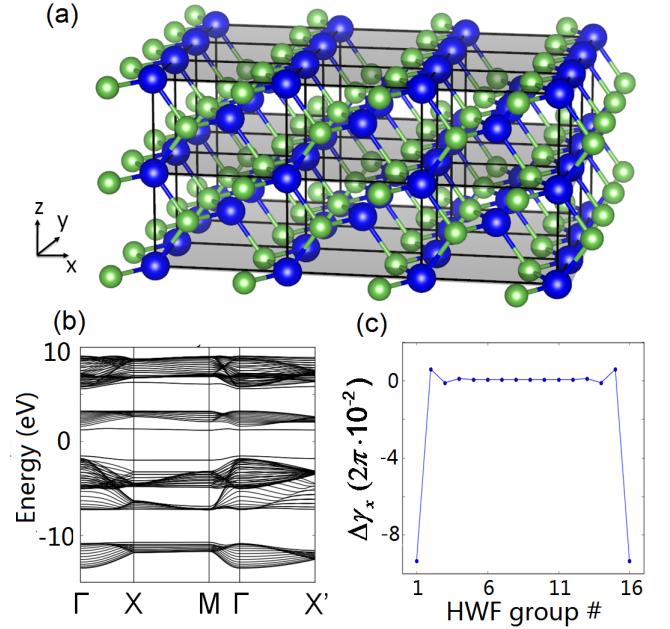 (a)
z
y
x
(b)
(c)
10
0
-10
Energy (eV)
Γ X M Γ X'
0
-4
-8
Δγx (2π·10⁻²)
1 6 11 16
HWF group #